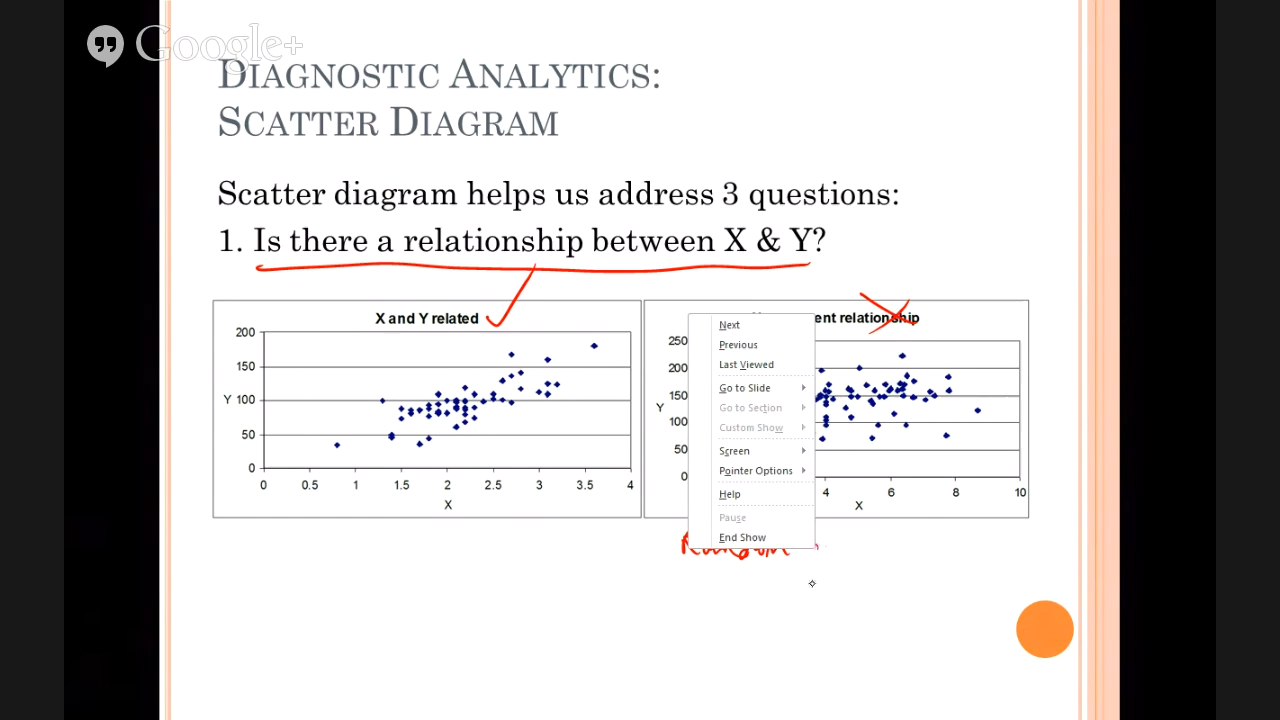 Google+
DIAGNOSTIC ANALYTICS:
SCATTER DIAGRAM
Scatter diagram helps us address 3 questions:
1. Is there a relationship between X & Y?
X and Y related
200
150
Y 100
50
0
0 0.5 1 1.5 2 2.5 3 3.5 4
X
relationship
250
200
Y 150
100
50
0
4 6 8 10
X
Next
Previous
Last Viewed
Go to Slide
Go to Section
Custom Show
Screen
Pointer Options
Help
Pause
End Show